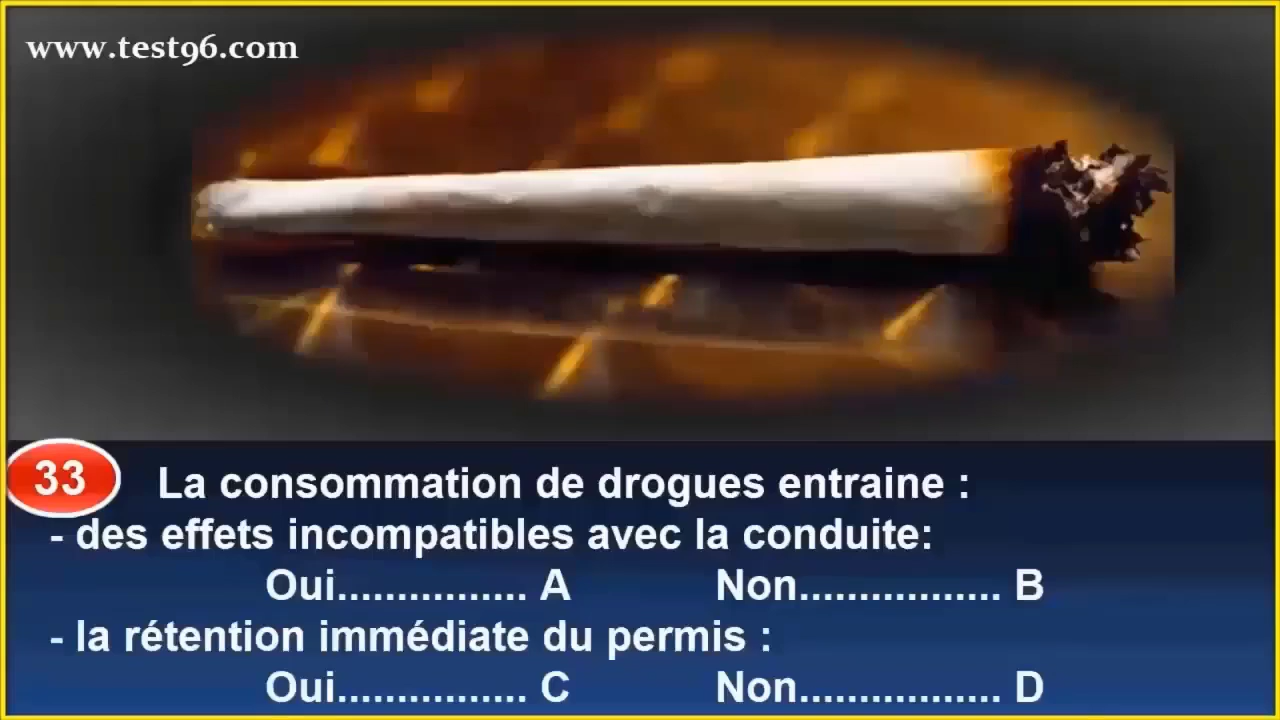 www.test96.com
33 La consommation de drogues entraine :
- des effets incompatibles avec la conduite:
Oui................ A Non................. B
- la rétention immédiate du permis :
Oui................ C Non................. D